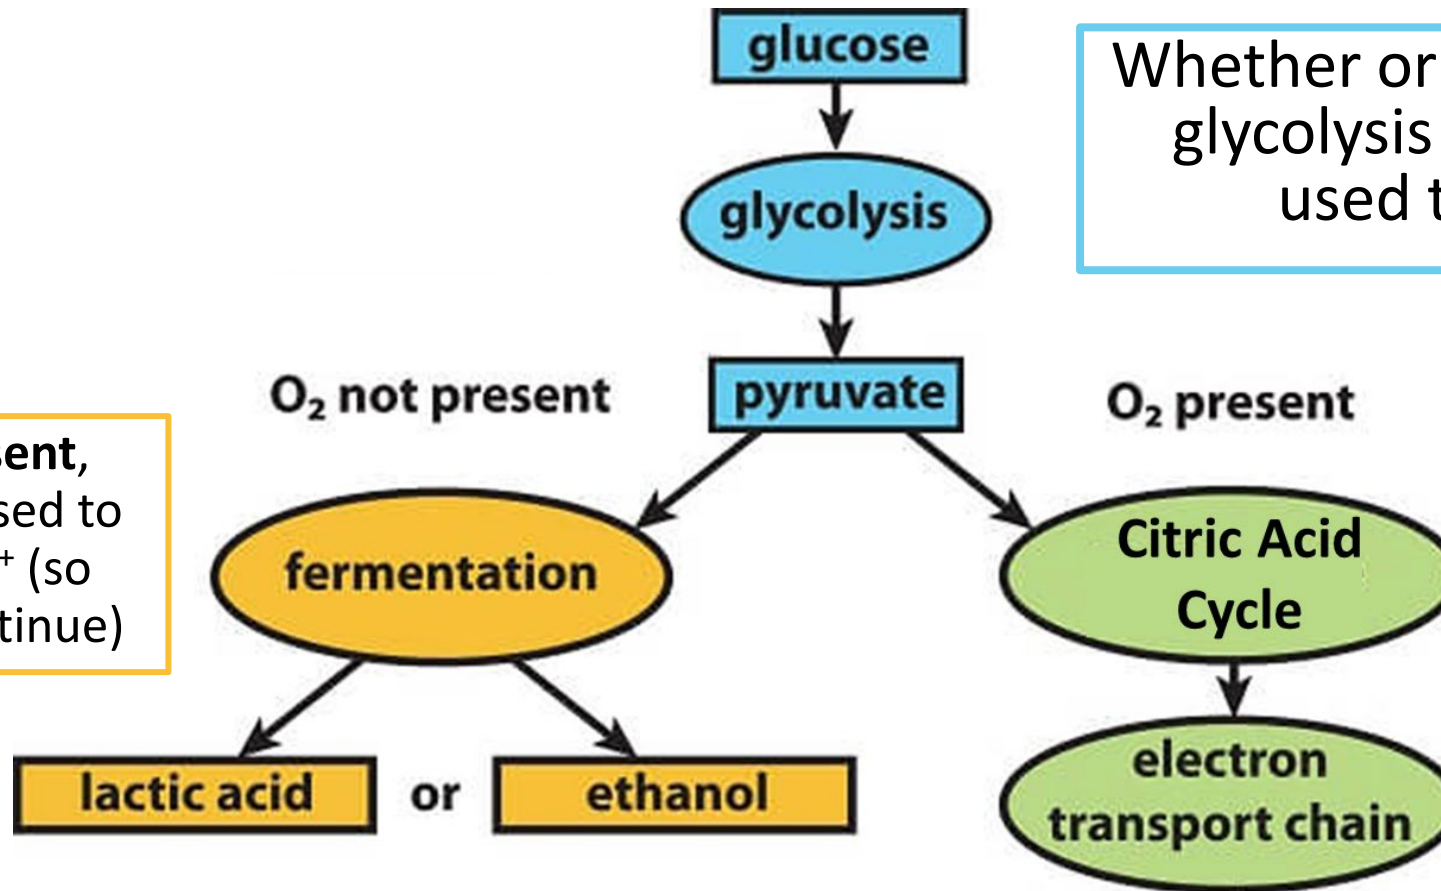 glucose
Whether or
glycolysis
glycolysis
used t
pyruvate
O₂ not present
O₂ present
sent,
sed to
⁺ (so
tinue)
fermentation
Citric Acid
Cycle
lactic acid or ethanol
electron
transport chain